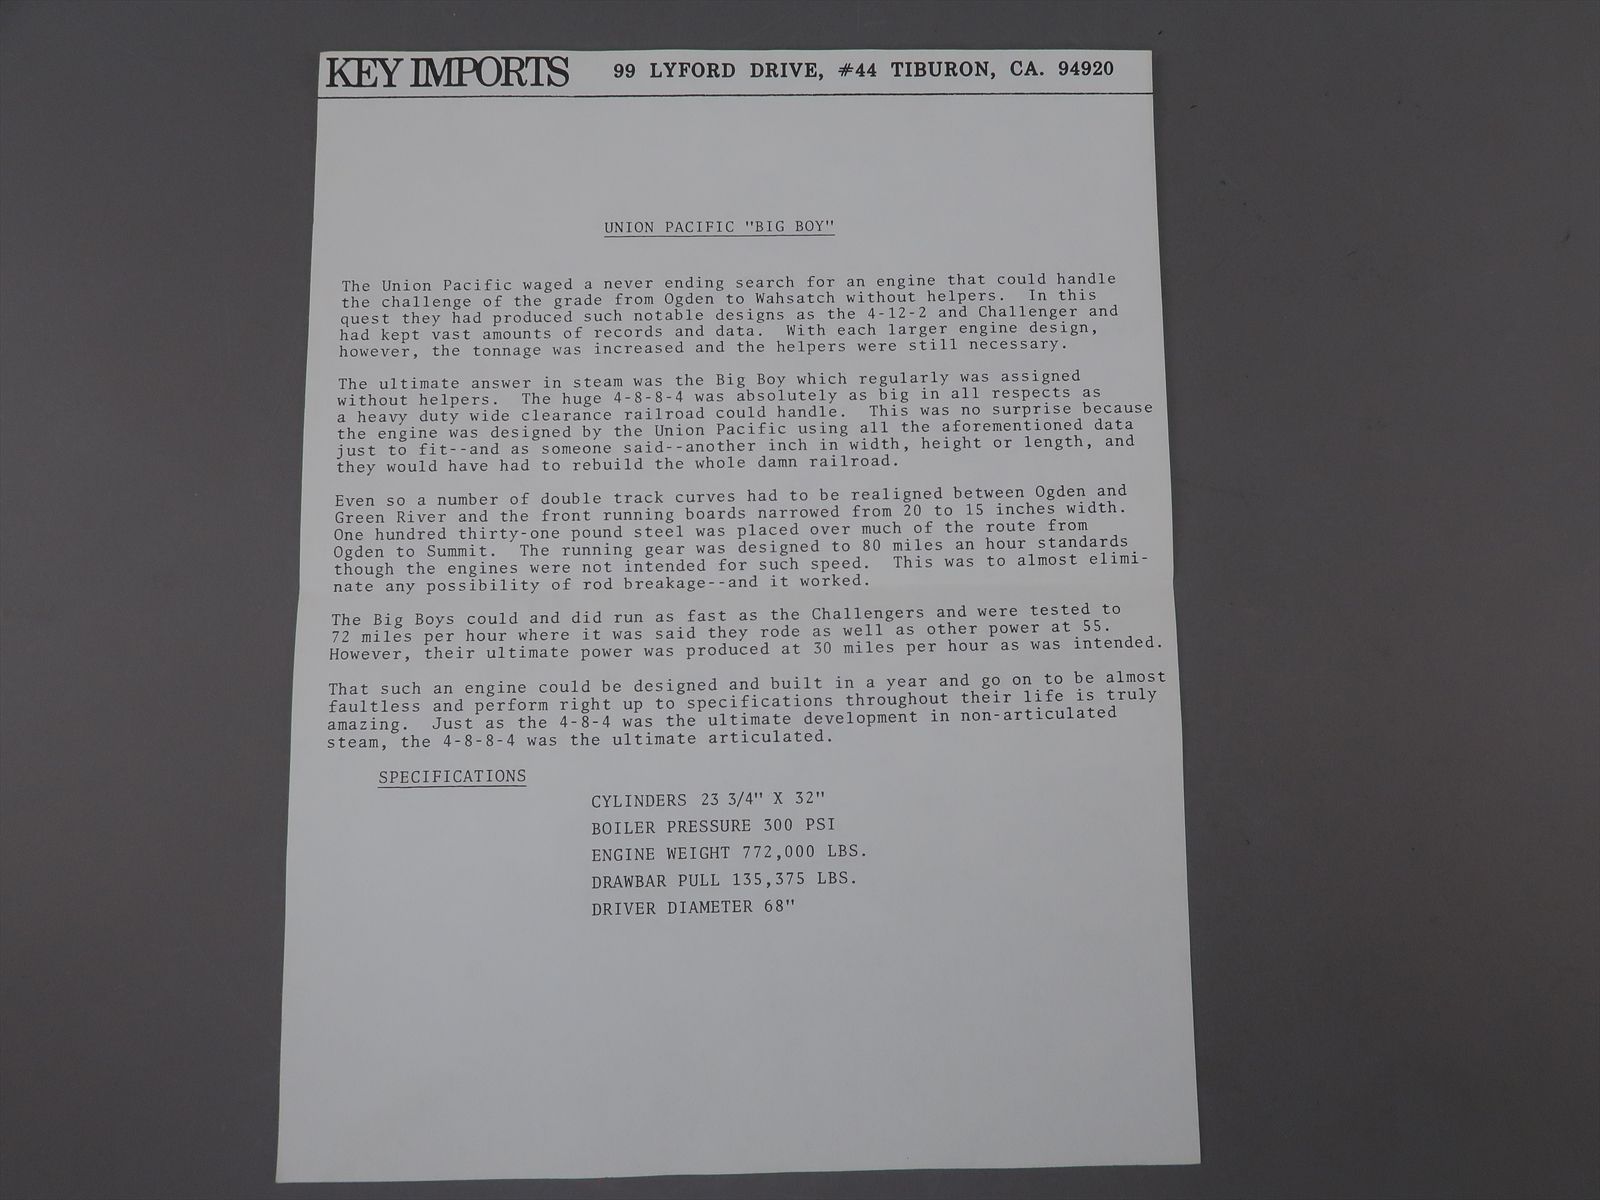 KEY IMPORTS 99 LYFORD DRIVE, #44 TIBURON, CA. 94920
UNION PACIFIC "BIG BOY"
The Union Pacific waged a never ending search for an engine that could handle
the challenge of the grade from Ogden to Wahsatch without helpers. In this
quest they had produced such notable designs as the 4-12-2 and Challenger and
had kept vast amounts of records and data. With each larger engine design,
however, the tonnage was increased and the helpers were still necessary.
The ultimate answer in steam was the Big Boy which regularly was assigned
without helpers. The huge 4-8-8-4 was absolutely as big in all respects as
a heavy duty wide clearance railroad could handle. This was no surprise because
the engine was designed by the Union Pacific using all the aforementioned data
just to fit--and as someone said--another inch in width, height or length, and
they would have had to rebuild the whole damn railroad.
Even so a number of double track curves had to be realigned between Ogden and
Green River and the front running boards narrowed from 20 to 15 inches width.
One hundred thirty-one pound steel was placed over much of the route from
Ogden to Summit. The running gear was designed to 80 miles an hour standards
though the engines were not intended for such speed. This was to almost elimi-
nate any possibility of rod breakage--and it worked.
The Big Boys could and did run as fast as the Challengers and were tested to
72 miles per hour where it was said they rode as well as other power at 55.
However, their ultimate power was produced at 30 miles per hour as was intended.
That such an engine could be designed and built in a year and go on to be almost
faultless and perform right up to specifications throughout their life is truly
amazing. Just as the 4-8-4 was the ultimate development in non-articulated
steam, the 4-8-8-4 was the ultimate articulated.
SPECIFICATIONS
CYLINDERS 23 3/4" X 32"
BOILER PRESSURE 300 PSI
ENGINE WEIGHT 772,000 LBS.
DRAWBAR PULL 135,375 LBS.
DRIVER DIAMETER 68"